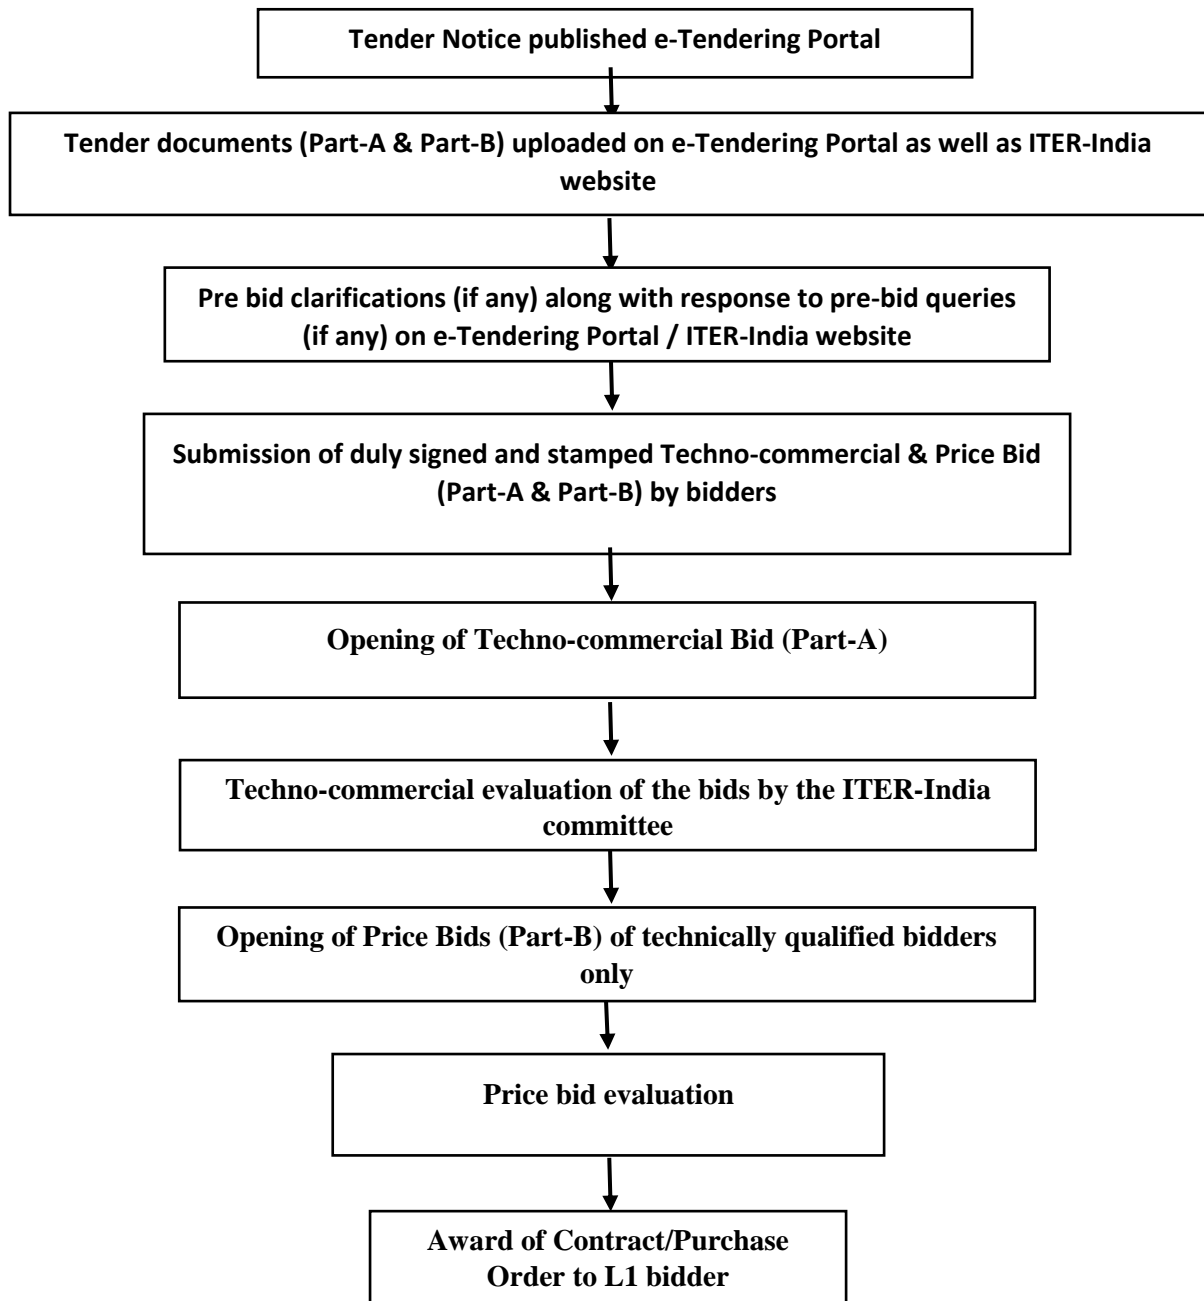 Tender Notice published e-Tendering Portal
Tender documents (Part-A & Part-B) uploaded on e-Tendering Portal as well as ITER-India
website
Pre bid clarifications (if any) along with response to pre-bid queries
(if any) on e-Tendering Portal / ITER-India website
Submission of duly signed and stamped Techno-commercial & Price Bid
(Part-A & Part-B) by bidders
Opening of Techno-commercial Bid (Part-A)
Techno-commercial evaluation of the bids by the ITER-India
committee
Opening of Price Bids (Part-B) of technically qualified bidders
only
Price bid evaluation
Award of Contract/Purchase
Order to L1 bidder